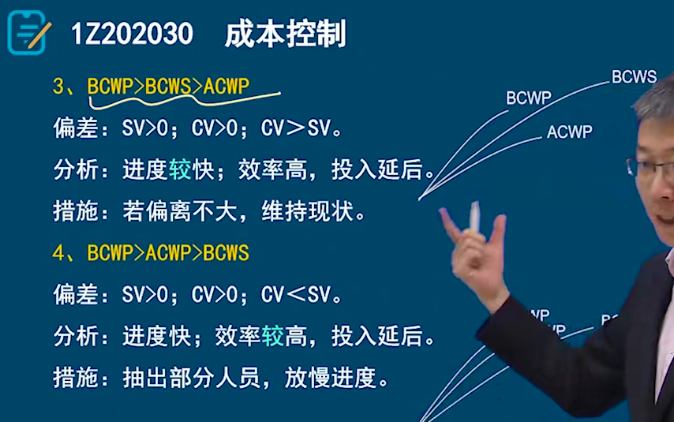 1Z202030 成本控制
3、BCWP>BCWS>ACWP
偏差：SV>0；CV>0；CV＞SV。
分析：进度较快；效率高，投入延后。
措施：若偏离不大，维持现状。
4、BCWP>ACWP>BCWS
偏差：SV>0；CV>0；CV＜SV。
分析：进度快；效率较高，投入延后。
措施：抽出部分人员，放慢进度。
BCWS
BCWP
ACWP